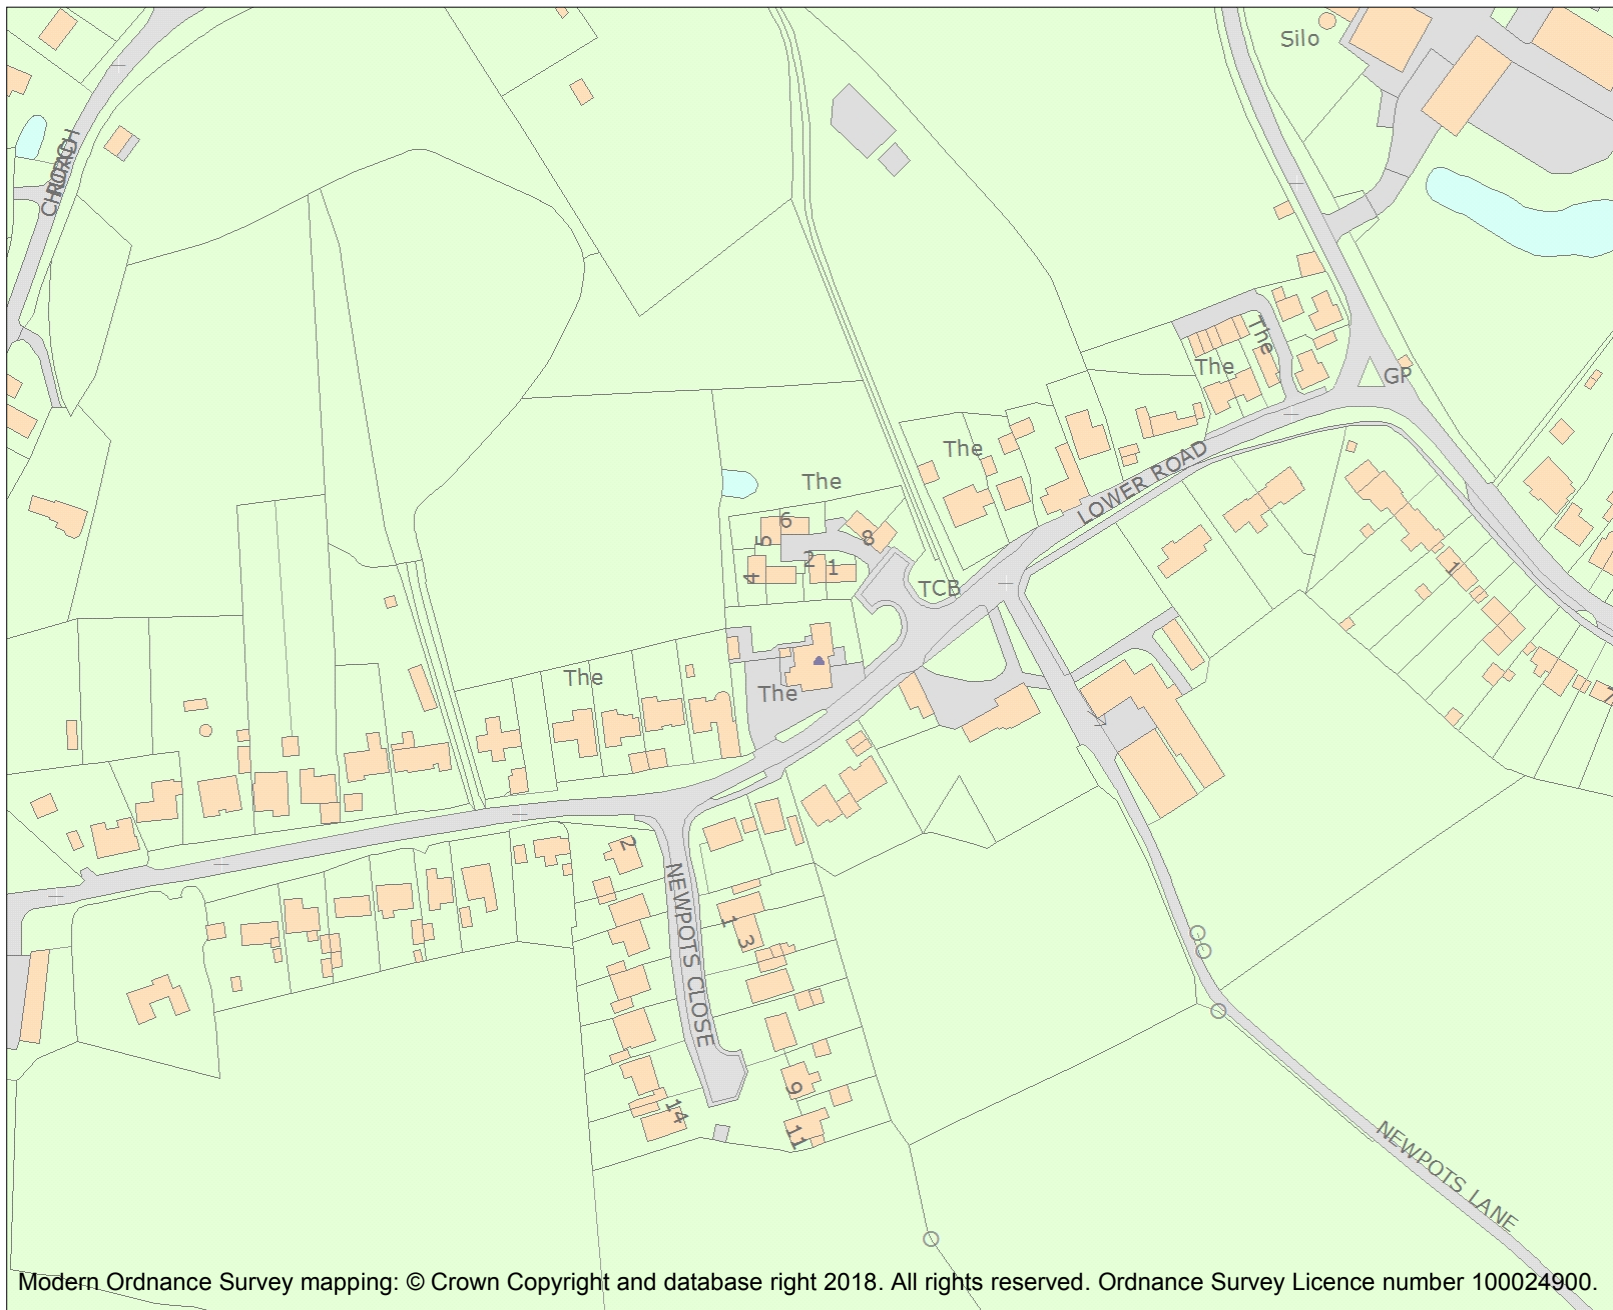 Silo
CHURCH
ROAD
The
The
GP
The
LOWER ROAD
The
6
5
8
2
1
4
1
TCB
The
The
7
2
NEWPOTS CLOSE
1
3
9
14
11
NEWPOTS LANE
Modern Ordnance Survey mapping: © Crown Copyright and database right 2018. All rights reserved. Ordnance Survey Licence number 100024900.